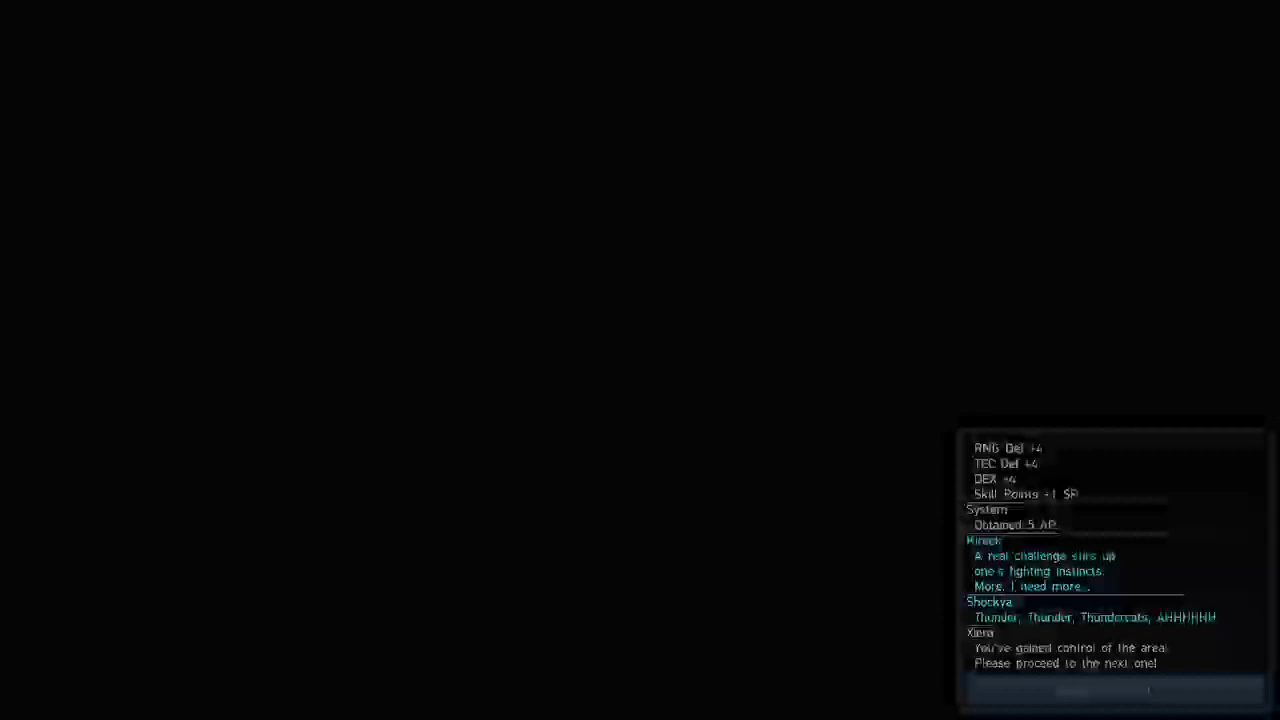 RNG Def +4
TEC Def +4
DEX +4
Skill Points +1 SP
System
Obtained 5 AP
A real challenge stirs up
one's fighting instincts.
More. I need more...
Shockya
Thunder, Thunder, Thundercats, AHHHHHH
Xiera
You've gained control of the area!
Please proceed to the next one!